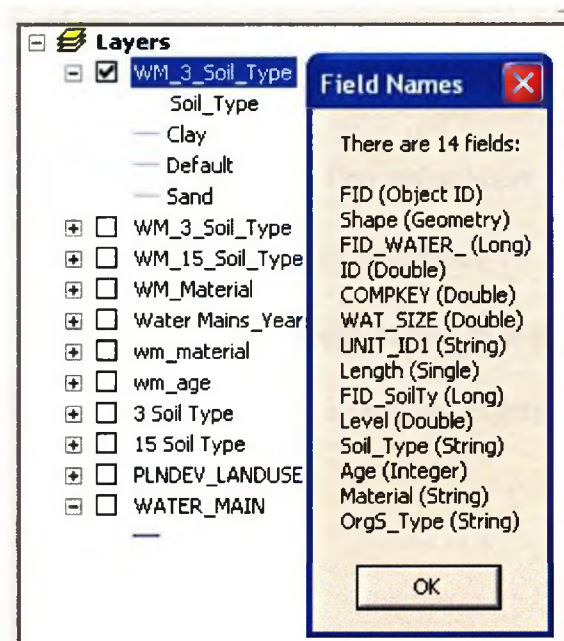 Layers
WM_3_Soil_Type
Soil_Type
Clay
Default
Sand
WM_3_Soil_Type
WM_15_Soil_Type
WM_Material
Water Mains_Year
wm_material
wm_age
3 Soil Type
15 Soil Type
PLNDEV_LANDUSE
WATER_MAIN
Field Names
There are 14 fields:
FID (Object ID)
Shape (Geometry)
FID_WATER_ (Long)
ID (Double)
COMPKEY (Double)
WAT_SIZE (Double)
UNIT_ID1 (String)
Length (Single)
FID_SoilTy (Long)
Level (Double)
Soil_Type (String)
Age (Integer)
Material (String)
OrgS_Type (String)
OK